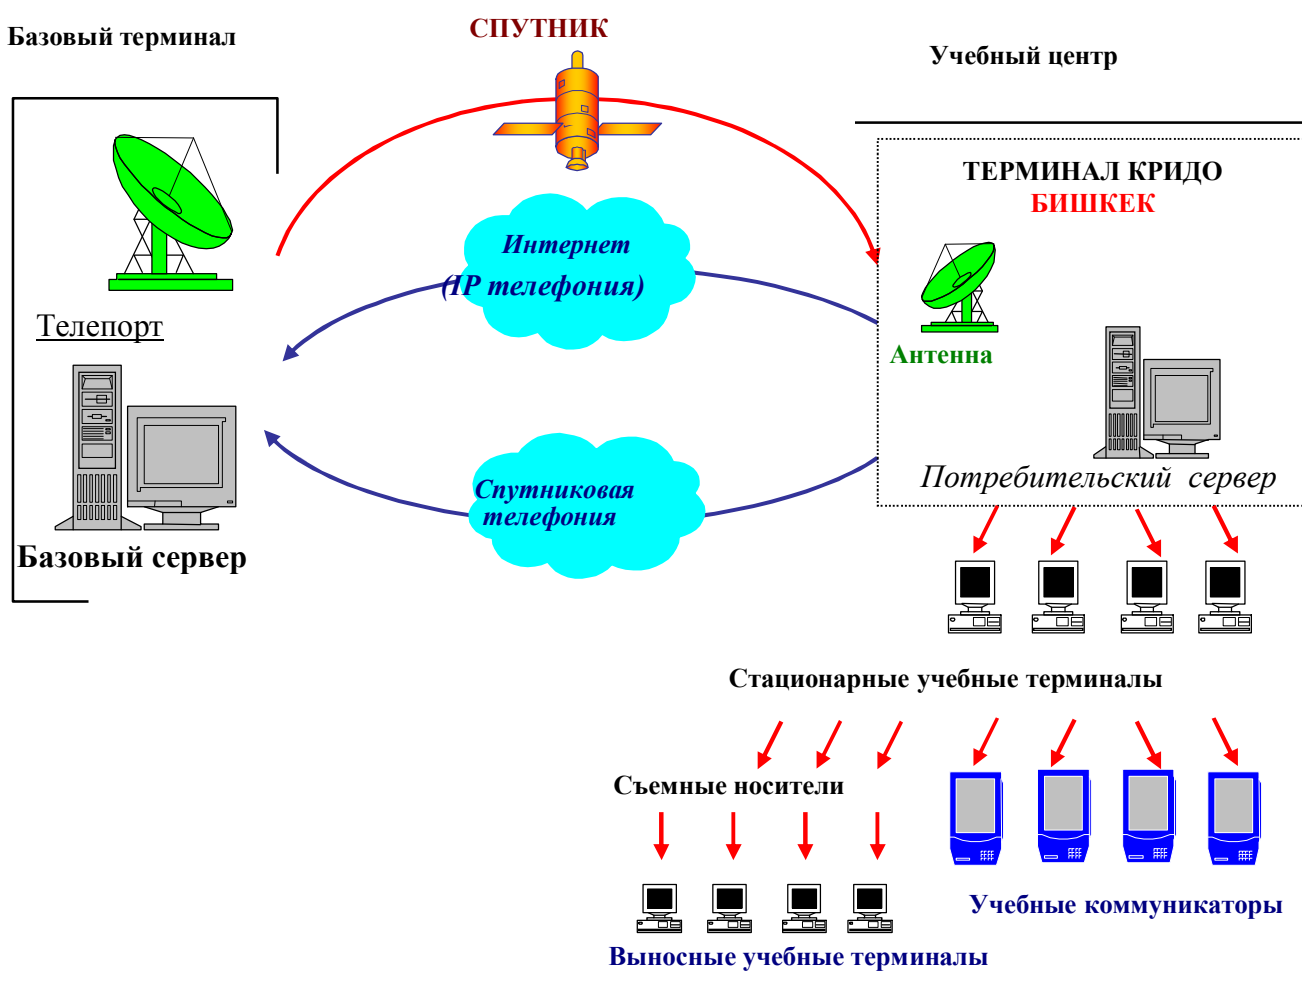 Базовый терминал
СПУТНИК
Учебный центр
ТЕРМИНАЛ КРИДО
БИШКЕК
Интернет
(IP телефония)
Телепорт
Антенна
Потребительский сервер
Спутниковая
телефония
Базовый сервер
Стационарные учебные терминалы
Съемные носители
Учебные коммуникаторы
Выносные учебные терминалы